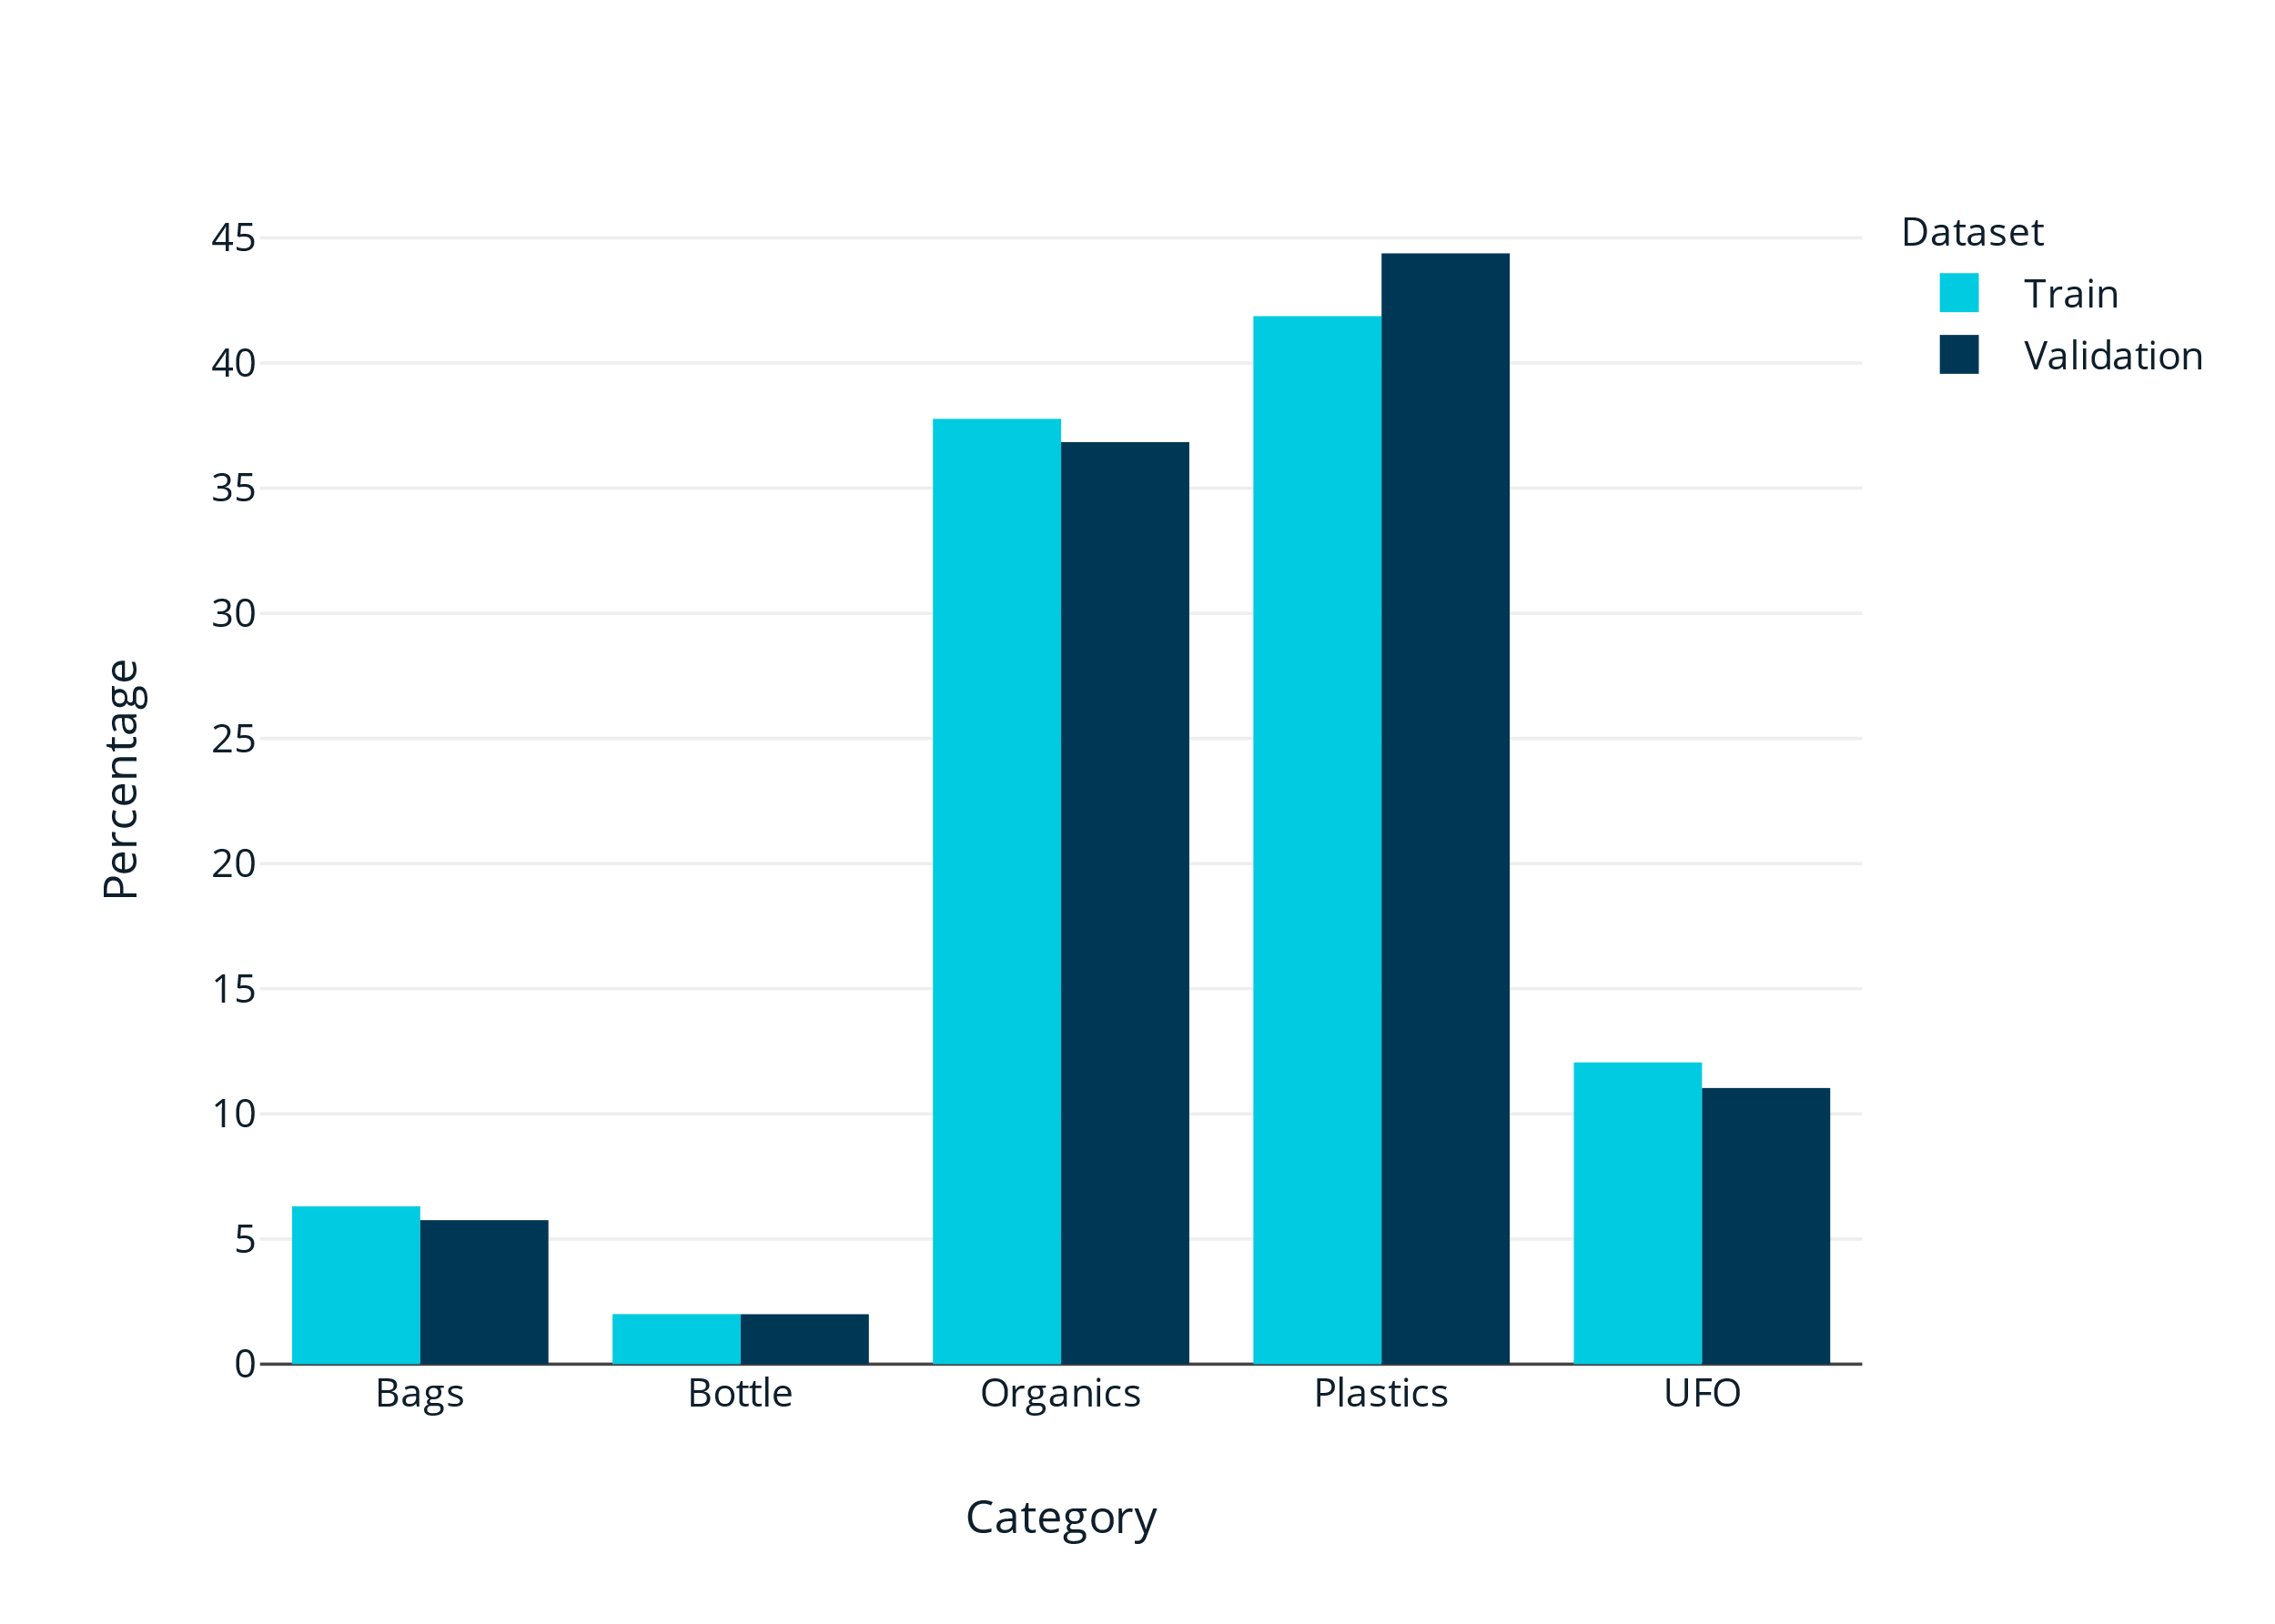 Dataset
Train
Validation
Percentage
45
40
35
30
25
20
15
10
5
0
Bags
Bottle
Organics
Plastics
UFO
Category